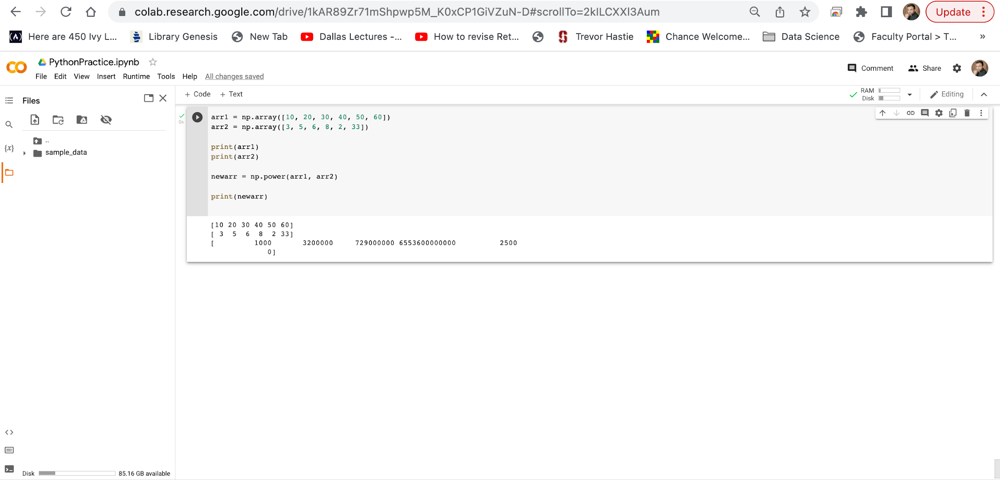 colab.research.google.com/drive/1kAR89Zr71mShpwp5M_K0xCP1GiVZuN-D#scrollTo=2kILCXXl3Aum
Update
Here are 450 Ivy L... Library Genesis New Tab Dallas Lectures -... How to revise Ret... Trevor Hastie Chance Welcome... Data Science Faculty Portal > T... »
PythonPractice.ipynb
Comment Share
File Edit View Insert Runtime Tools Help All changes saved
Files
+ Code + Text
RAM
Disk
Editing
..
sample_data
{x}
0s
arr1 = np.array([10, 20, 30, 40, 50, 60])
arr2 = np.array([3, 5, 6, 8, 2, 33])
print(arr1)
print(arr2)
newarr = np.power(arr1, arr2)
print(newarr)
[10 20 30 40 50 60]
[ 3  5  6  8  2 33]
[         1000       3200000     729000000 6553600000000          2500
             0]
Disk 85.16 GB available